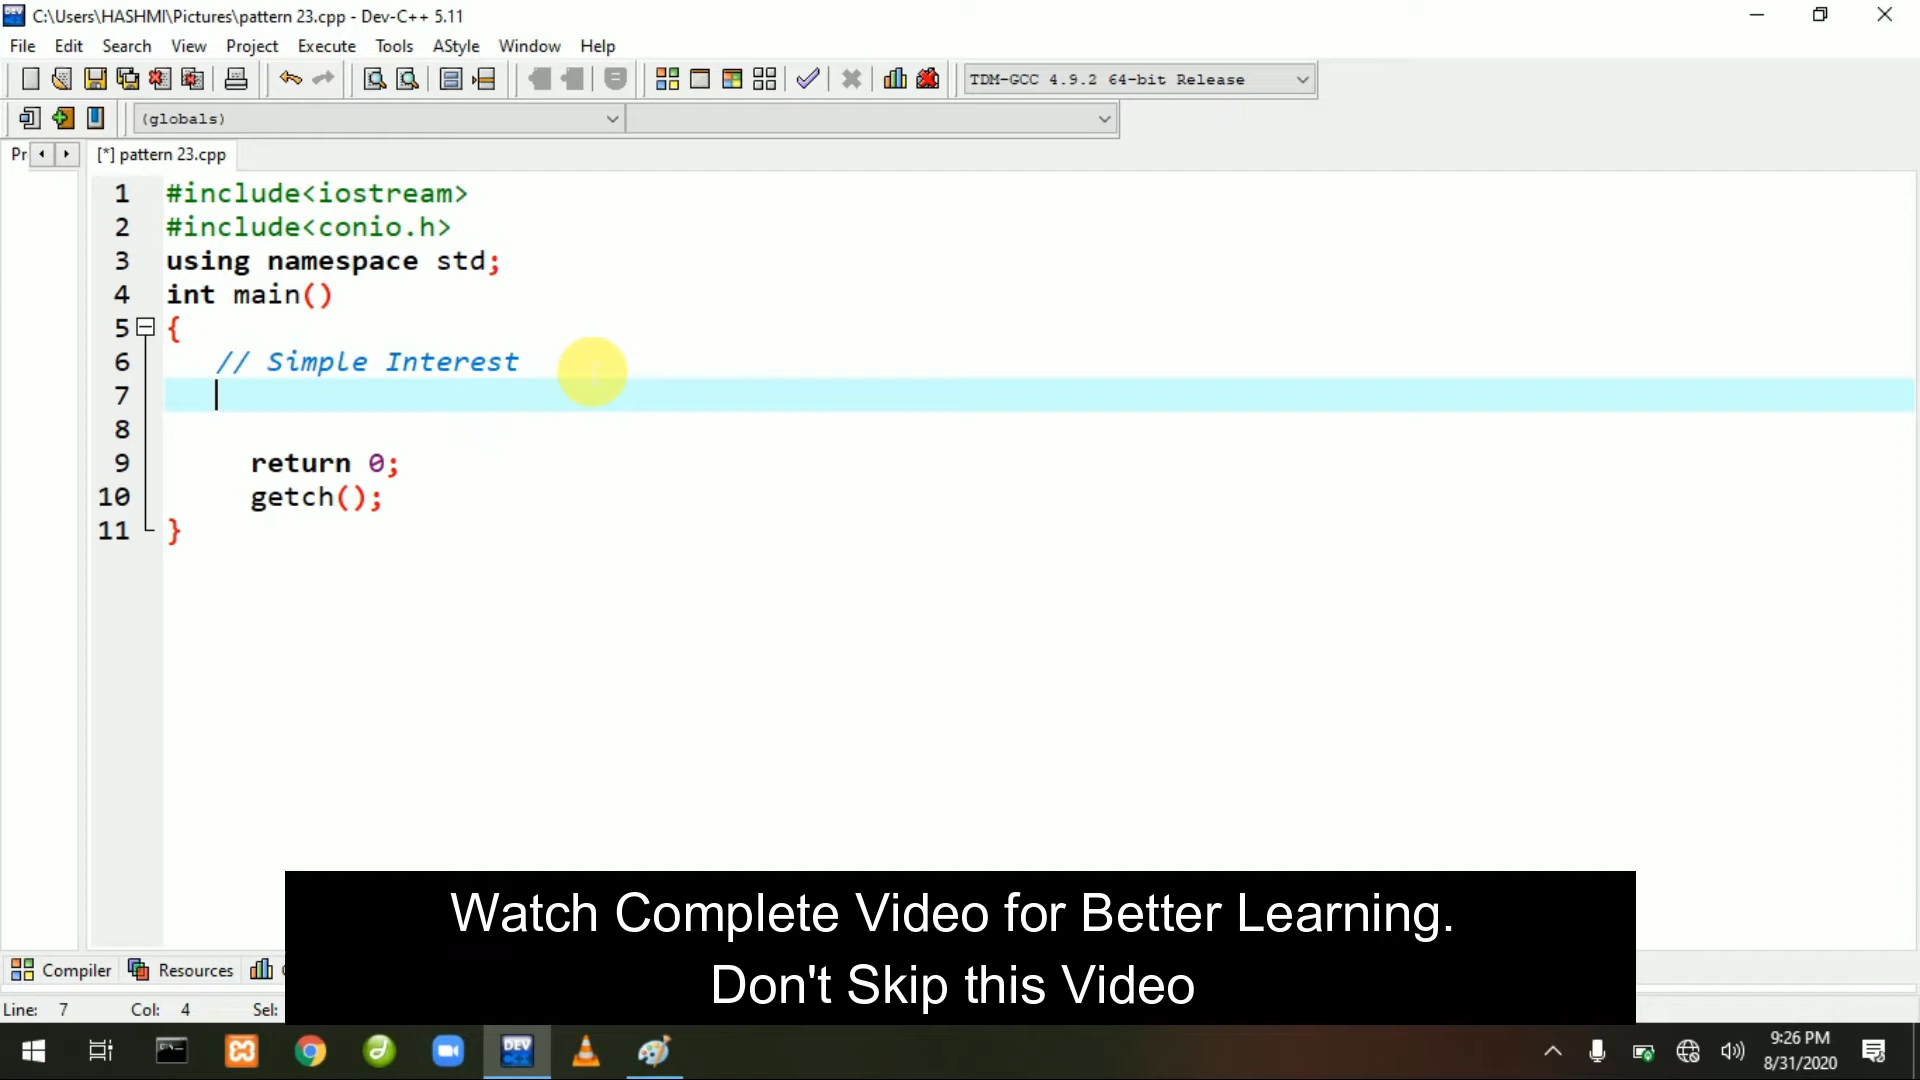 C:\Users\HASHMI\Pictures\pattern 23.cpp - Dev-C++ 5.11
File Edit Search View Project Execute Tools AStyle Window Help
TDM-GCC 4.9.2 64-bit Release
(globals)
Pr [*] pattern 23.cpp
1 #include<iostream>
2 #include<conio.h>
3 using namespace std;
4 int main()
5 {
6 // Simple Interest
7
8
9 return 0;
10 getch();
11 }
Watch Complete Video for Better Learning.
Don't Skip this Video
Compiler Resources
Line: 7 Col: 4 Sel:
DEV
9:26 PM
8/31/2020